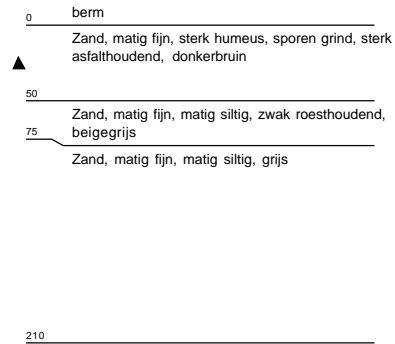 0
berm
Zand, matig fijn, sterk humeus, sporen grind, sterk
asfalthoudend, donkerbruin
50
Zand, matig fijn, matig siltig, zwak roesthoudend,
75
beigegrijs
Zand, matig fijn, matig siltig, grijs
210